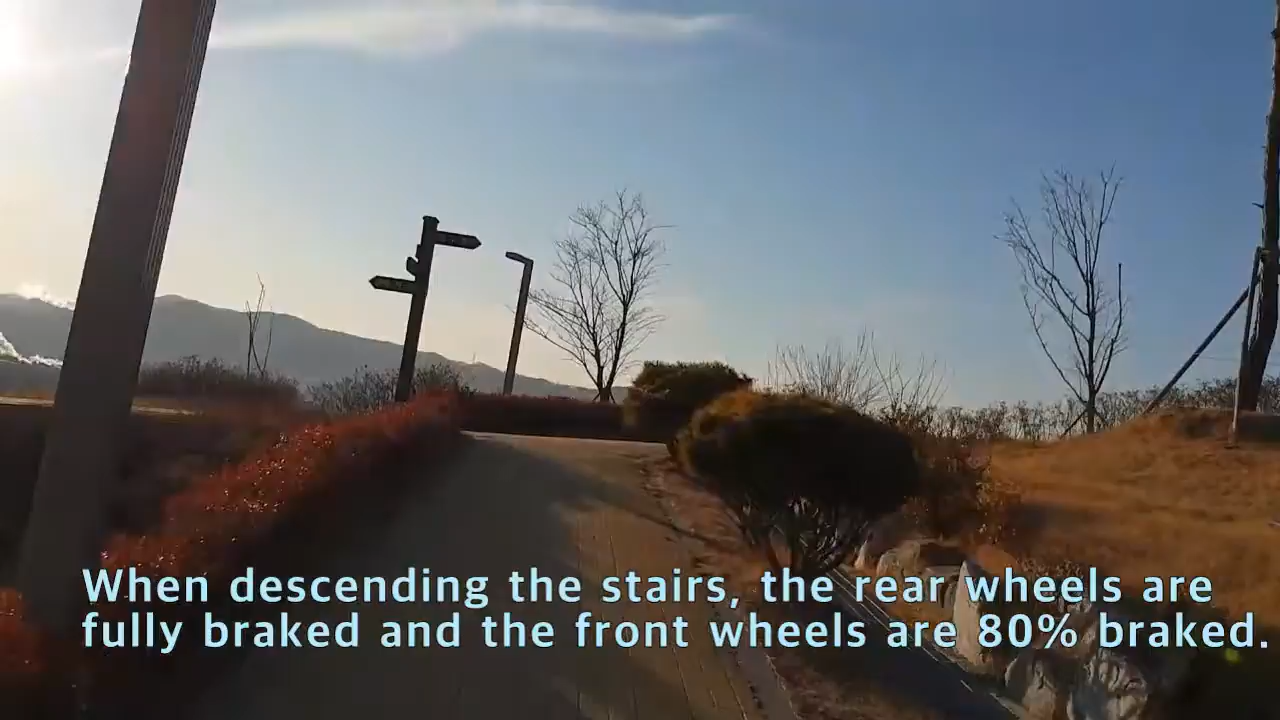 When descending the stairs, the rear wheels are
fully braked and the front wheels are 80% braked.